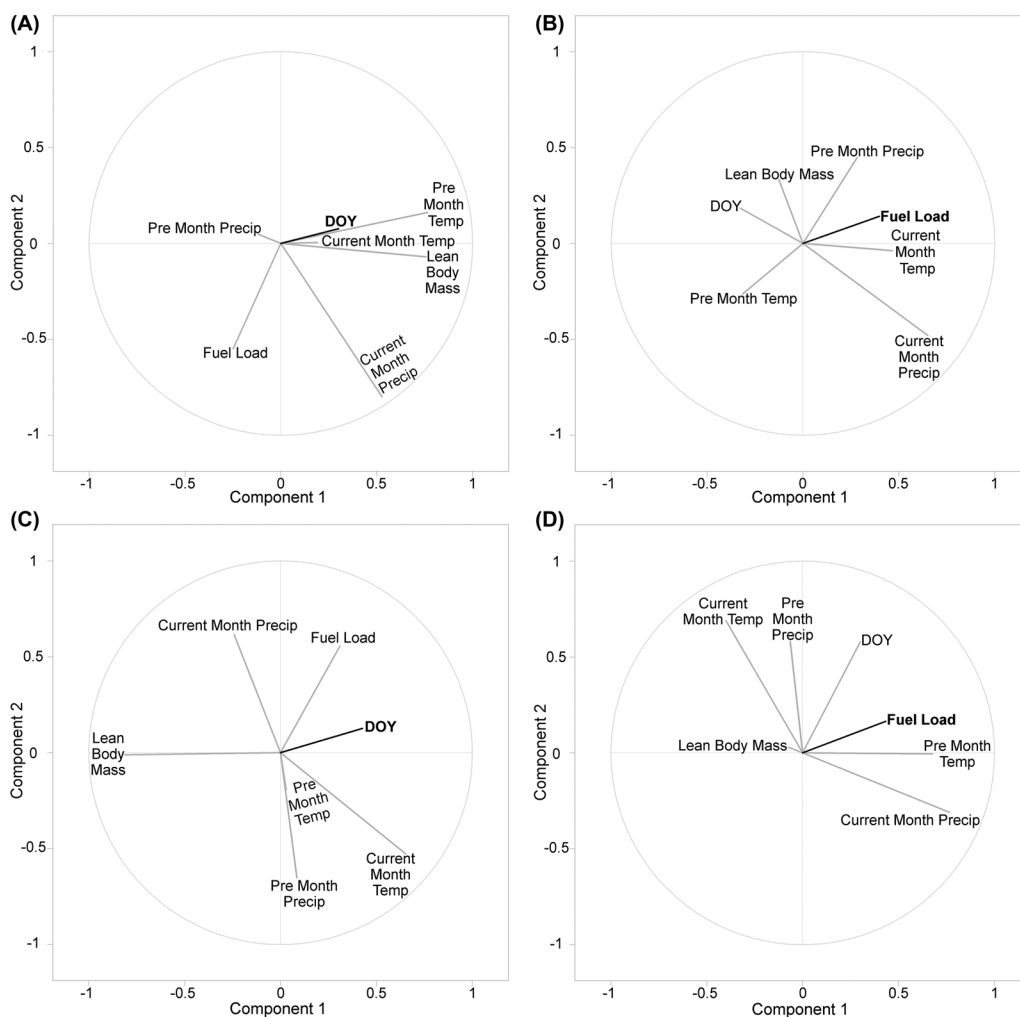 (A)
1
0.5
0
-0.5
-1
Component 2
Pre
Month
Temp
DOY
Pre Month Precip
Current Month Temp
Lean
Body
Mass
Fuel Load
Current
Month
Precip
-1
-0.5
0
0.5
1
Component 1
(B)
1
0.5
0
-0.5
-1
Component 2
Pre Month Precip
Lean Body Mass
DOY
Fuel Load
Current
Month
Temp
Pre Month Temp
Current
Month
Precip
-1
-0.5
0
0.5
1
Component 1
(C)
1
0.5
0
-0.5
-1
Component 2
Current Month Precip
Fuel Load
DOY
Lean
Body
Mass
Pre
Month
Temp
Current
Month
Temp
Pre Month
Precip
-1
-0.5
0
0.5
1
Component 1
(D)
1
0.5
0
-0.5
-1
Component 2
Current
Month Temp
Pre
Month
Precip
DOY
Fuel Load
Lean Body Mass
Pre Month
Temp
Current Month Precip
-1
-0.5
0
0.5
1
Component 1